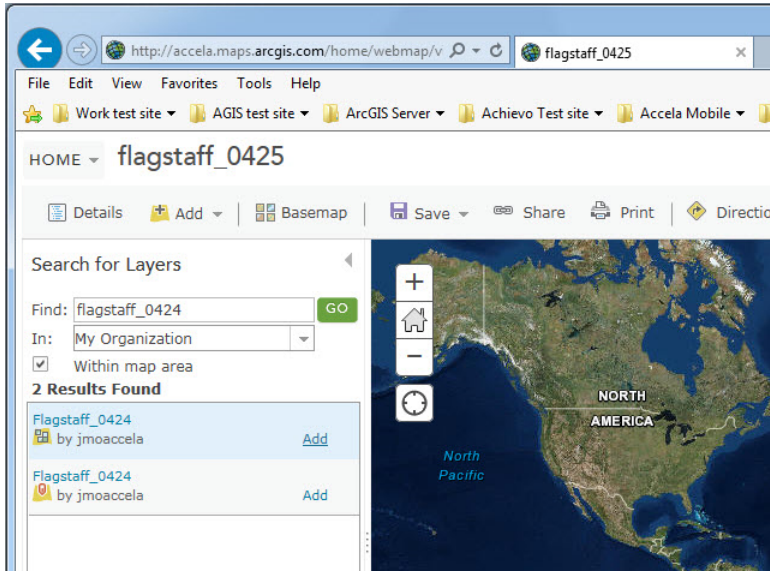 http://accela.maps.arcgis.com/home/webmap/v
flagstaff_0425
File Edit View Favorites Tools Help
Work test site AGIS test site ArcGIS Server Achievo Test site Accela Mobile
HOME flagstaff_0425
Details Add Basemap Save Share Print Directio
Search for Layers
Find: flagstaff_0424 GO
In: My Organization
Within map area
2 Results Found
Flagstaff_0424
by jmoaccela Add
Flagstaff_0424
by jmoaccela Add
NORTH
AMERICA
North
Pacific